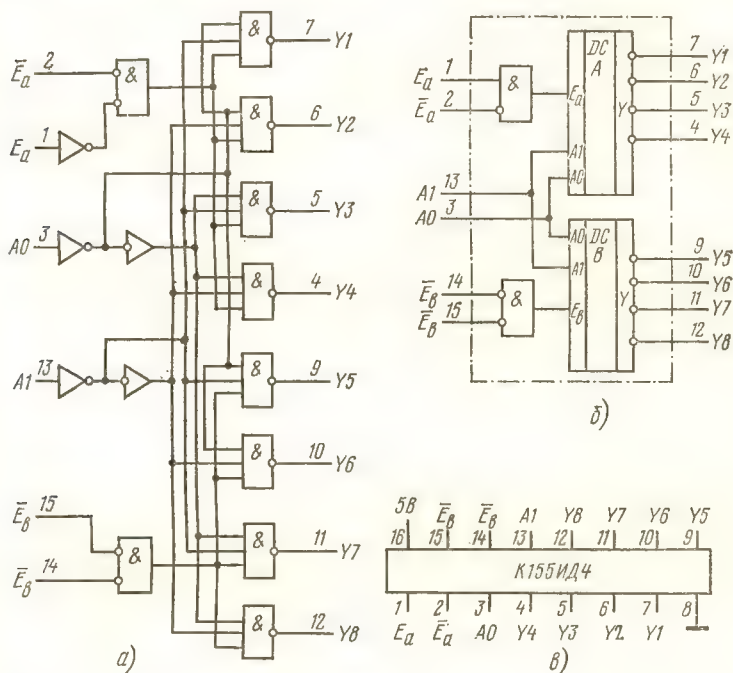 & 7 Y1
Ēa 2 &
Ea 1
& 6 Y2
& 5 Y3
A0 3
& 4 Y4
A1 13
& 9 Y5
& 10 Y6
Ēв 15
Ēв 14 &
& 11 Y7
& 12 Y8
а)
Ea 1 & Ea
Ēa 2
DC A Y
7 Y1
6 Y2
5 Y3
4 Y4
A1 13 A1
A0 3 A0
A0 DC B Y
A1
Ēв 14 & Eв
Ēв 15
9 Y5
10 Y6
11 Y7
12 Y8
б)
5В Ēв Ēв A1 Y8 Y7 Y6 Y5
16 15 14 13 12 11 10 9
К155ИД4
1 2 3 4 5 6 7 8
Ea Ēa A0 Y4 Y3 Y2 Y1
в)